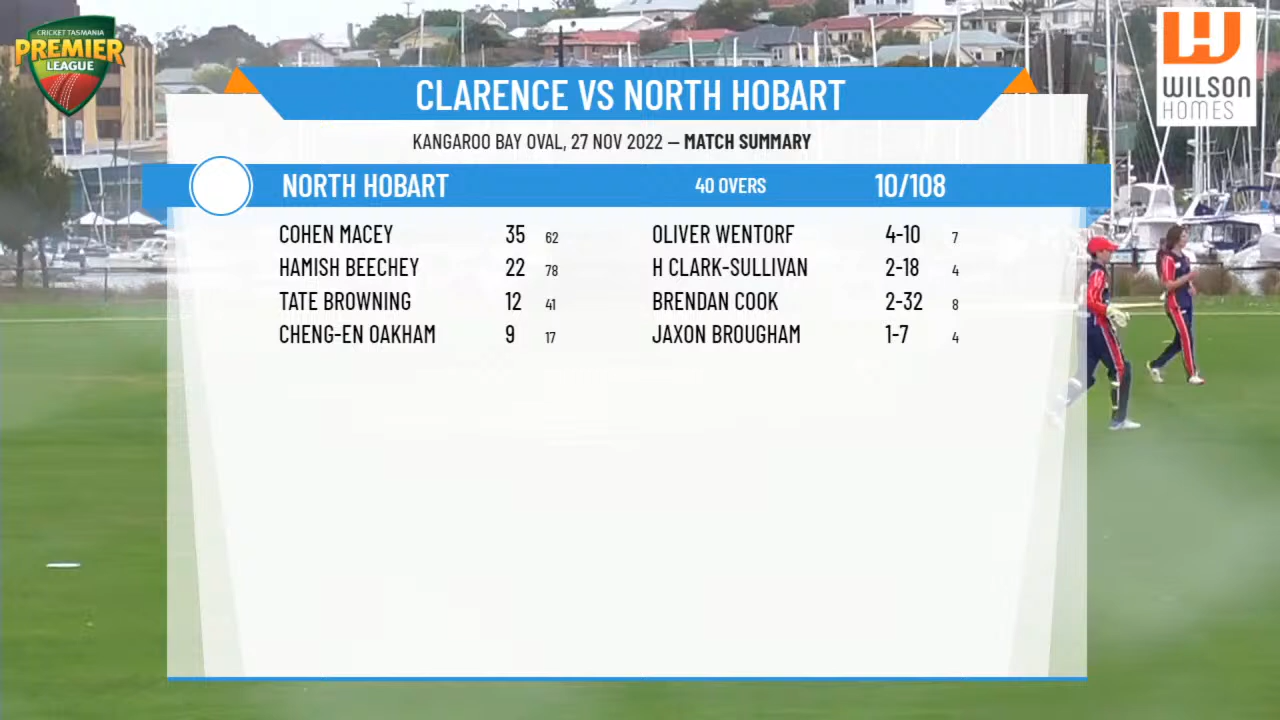 CRICKET TASMANIA
PREMIER
LEAGUE
WILSON
HOMES
CLARENCE VS NORTH HOBART
KANGAROO BAY OVAL, 27 NOV 2022 – MATCH SUMMARY
NORTH HOBART 40 OVERS 10/108
COHEN MACEY 35 62 OLIVER WENTORF 4-10 7
HAMISH BEECHEY 22 78 H CLARK-SULLIVAN 2-18 4
TATE BROWNING 12 41 BRENDAN COOK 2-32 8
CHENG-EN OAKHAM 9 17 JAXON BROUGHAM 1-7 4